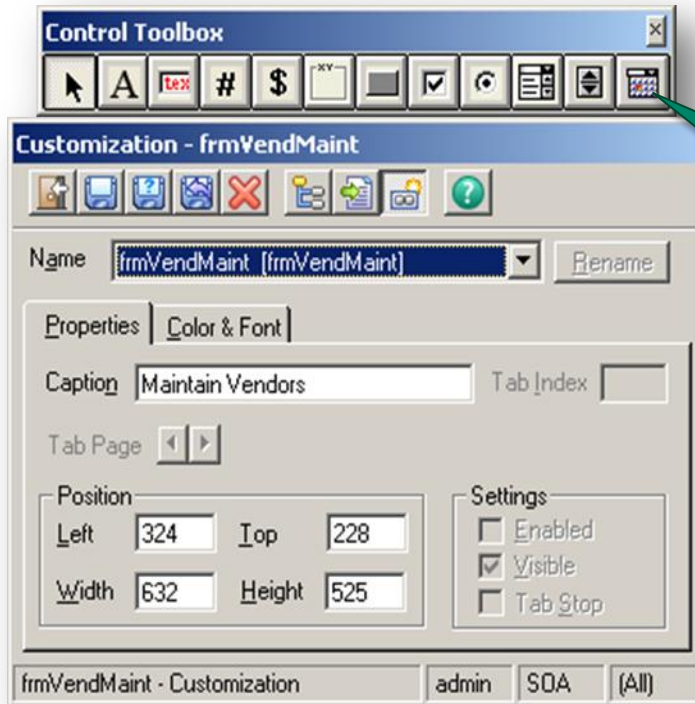 Control Toolbox
A tex # $ XY
Customization - frmVendMaint
Name frmVendMaint [frmVendMaint] Rename
Properties Color & Font
Caption Maintain Vendors Tab Index
Tab Page
Position Settings
Left 324 Top 228 Enabled
Visible
Width 632 Height 525
Tab Stop
frmVendMaint - Customization admin SOA (All)